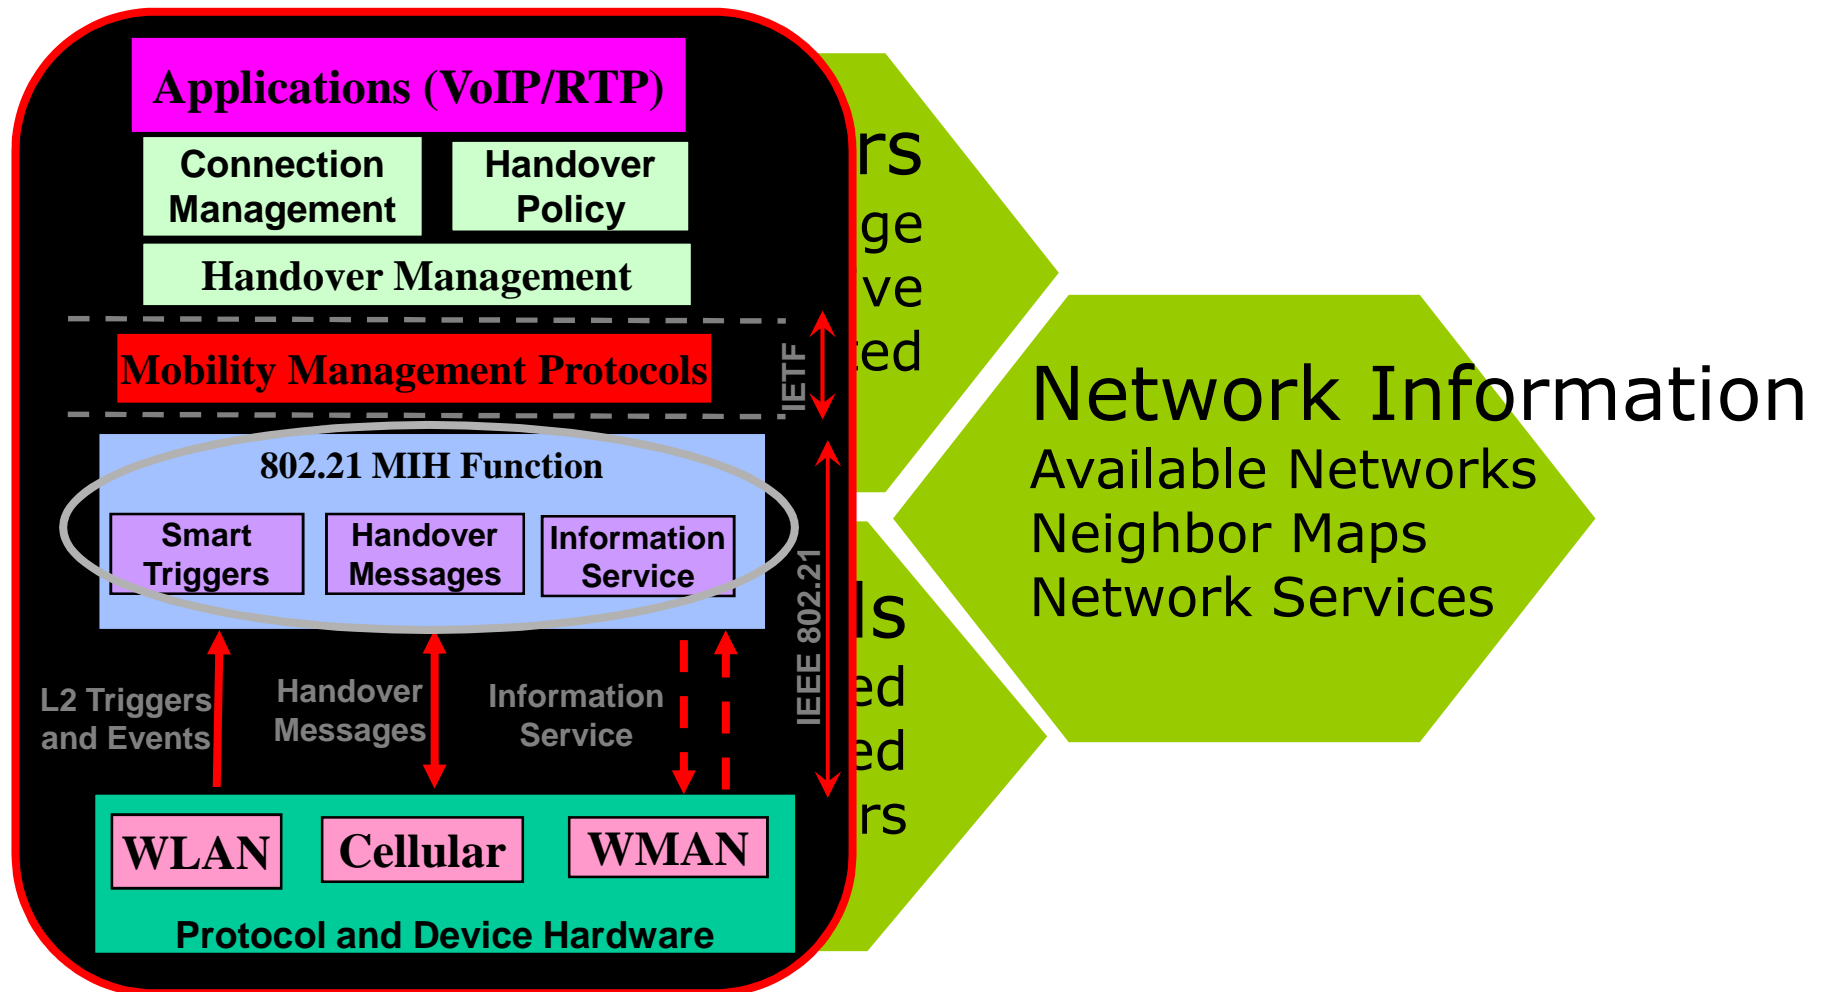 Applications (VoIP/RTP)
Connection
Management
Handover
Policy
Handover Management
Mobility Management Protocols
IETF
802.21 MIH Function
Smart
Triggers
Handover
Messages
Information
Service
IEEE 802.21
L2 Triggers
and Events
Handover
Messages
Information
Service
WLAN
Cellular
WMAN
Protocol and Device Hardware
Network Information
Available Networks
Neighbor Maps
Network Services